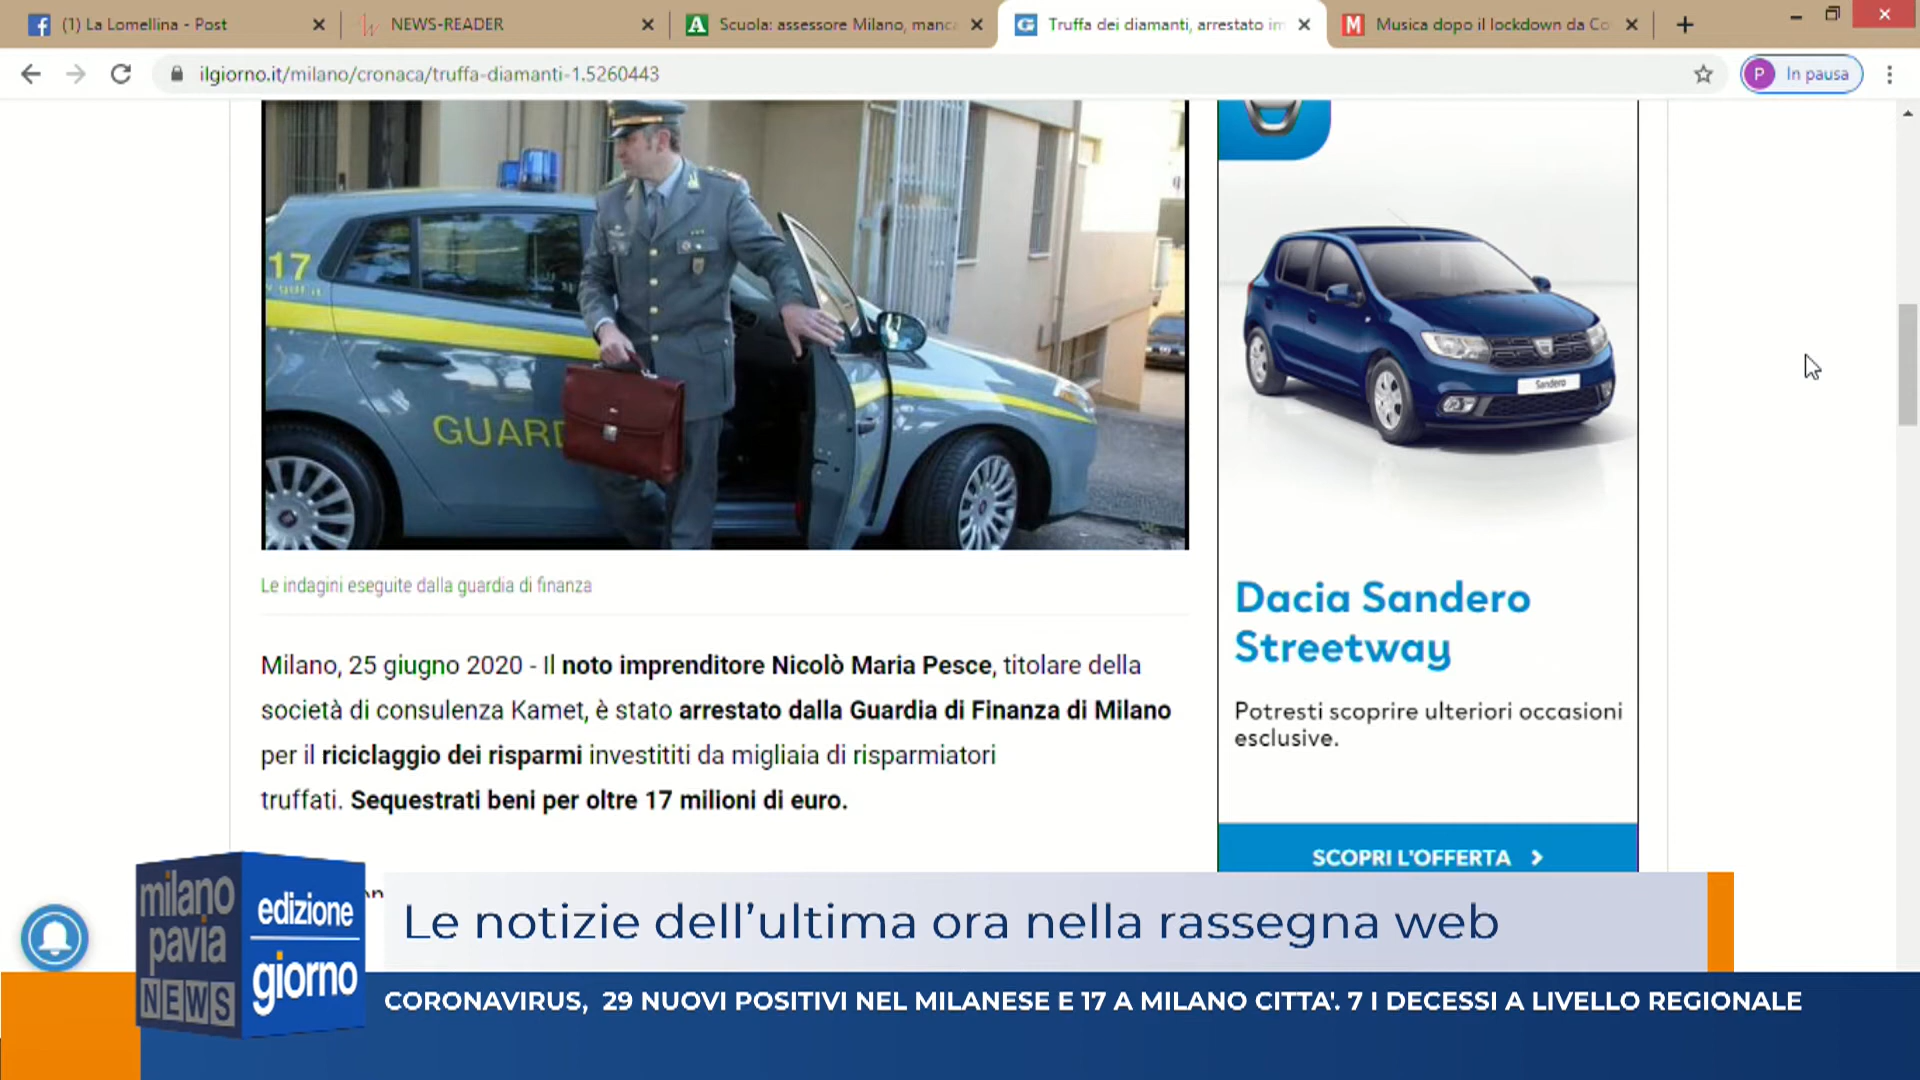 (1) La Lomellina - Post
NEWS-READER
Scuola: assessore Milano, manca
Truffa dei diamanti, arrestato im
Musica dopo il lockdown da Co
ilgiorno.it/milano/cronaca/truffa-diamanti-1.5260443
P In pausa
17
GUARD
Sandero
Le indagini eseguite dalla guardia di finanza
Milano, 25 giugno 2020 - Il noto imprenditore Nicolò Maria Pesce, titolare della
società di consulenza Kamet, è stato arrestato dalla Guardia di Finanza di Milano
per il riciclaggio dei risparmi investititi da migliaia di risparmiatori
truffati. Sequestrati beni per oltre 17 milioni di euro.
Dacia Sandero
Streetway
Potresti scoprire ulteriori occasioni
esclusive.
SCOPRI L'OFFERTA
milano
pavia
NEWS
edizione
giorno
Le notizie dell'ultima ora nella rassegna web
CORONAVIRUS, 29 NUOVI POSITIVI NEL MILANESE E 17 A MILANO CITTA'. 7 I DECESSI A LIVELLO REGIONALE